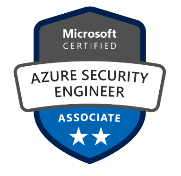 Microsoft
CERTIFIED
AZURE SECURITY
ENGINEER
ASSOCIATE